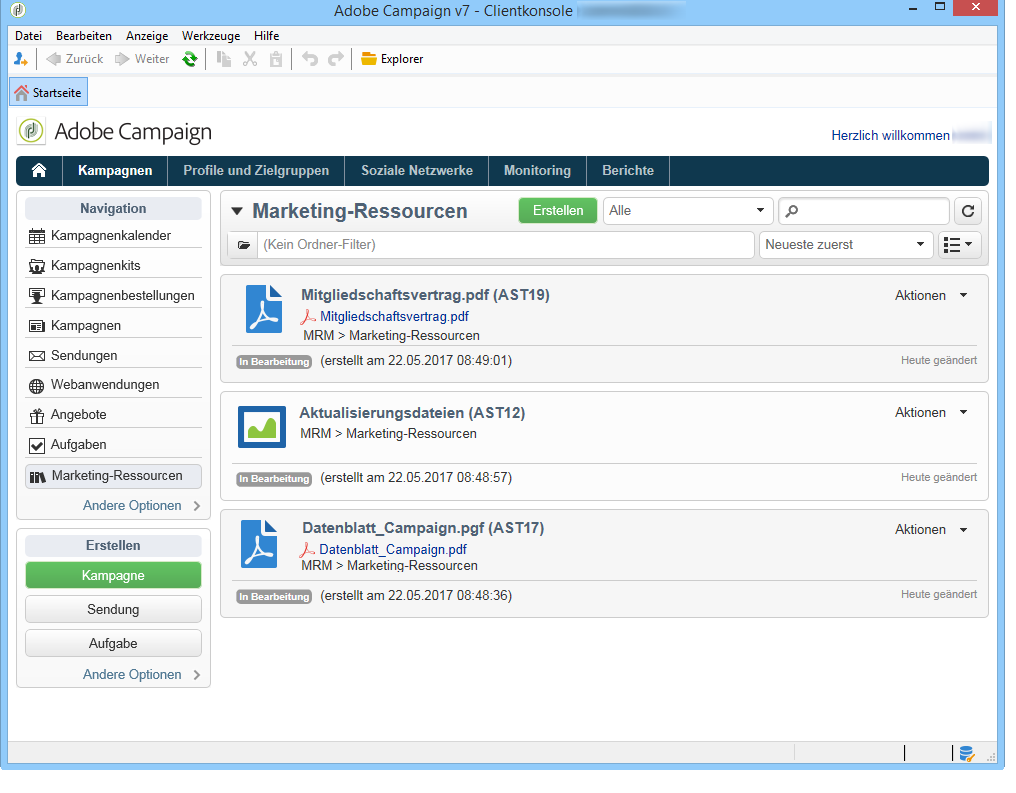 Adobe Campaign v7 - Clientkonsole
Datei Bearbeiten Anzeige Werkzeuge Hilfe
Zurück Weiter Explorer
Startseite
Adobe Campaign
Herzlich willkommen
Kampagnen Profile und Zielgruppen Soziale Netzwerke Monitoring Berichte
Navigation
Kampagnenkalender
Kampagnenkits
Kampagnenbestellungen
Kampagnen
Sendungen
Webanwendungen
Angebote
Aufgaben
Marketing-Ressourcen
Andere Optionen
Erstellen
Kampagne
Sendung
Aufgabe
Andere Optionen
Marketing-Ressourcen Erstellen Alle
(Kein Ordner-Filter) Neueste zuerst
Mitgliedschaftsvertrag.pdf (AST19) Aktionen
Mitgliedschaftsvertrag.pdf
MRM > Marketing-Ressourcen
In Bearbeitung (erstellt am 22.05.2017 08:49:01) Heute geändert
Aktualisierungsdateien (AST12) Aktionen
MRM > Marketing-Ressourcen
In Bearbeitung (erstellt am 22.05.2017 08:48:57) Heute geändert
Datenblatt_Campaign.pgf (AST17) Aktionen
Datenblatt_Campaign.pdf
MRM > Marketing-Ressourcen
In Bearbeitung (erstellt am 22.05.2017 08:48:36) Heute geändert